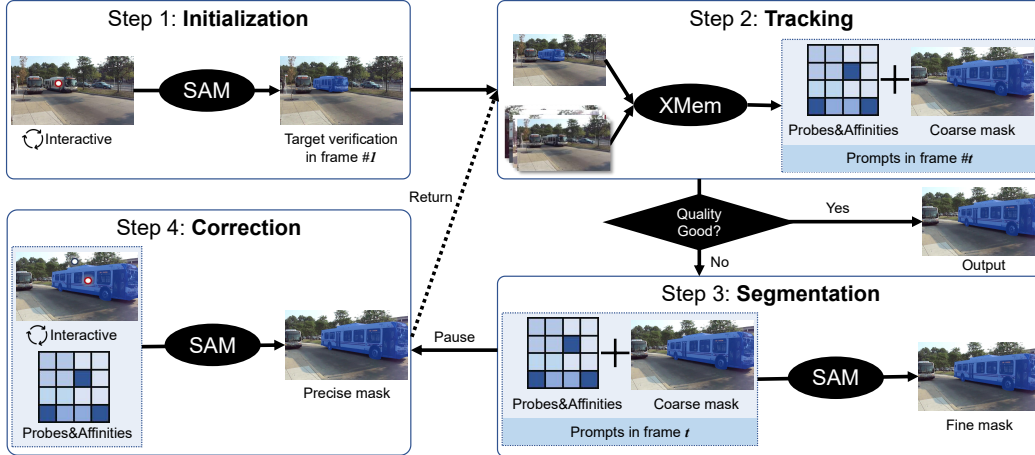 Step 1: Initialization
SAM
Interactive
Target verification
in frame #1
Step 2: Tracking
XMem
Probes&Affinities
Coarse mask
Prompts in frame #t
Return
Quality
Good?
Yes
No
Output
Step 3: Segmentation
Probes&Affinities
Coarse mask
Prompts in frame t
SAM
Fine mask
Pause
Step 4: Correction
Interactive
Probes&Affinities
SAM
Precise mask